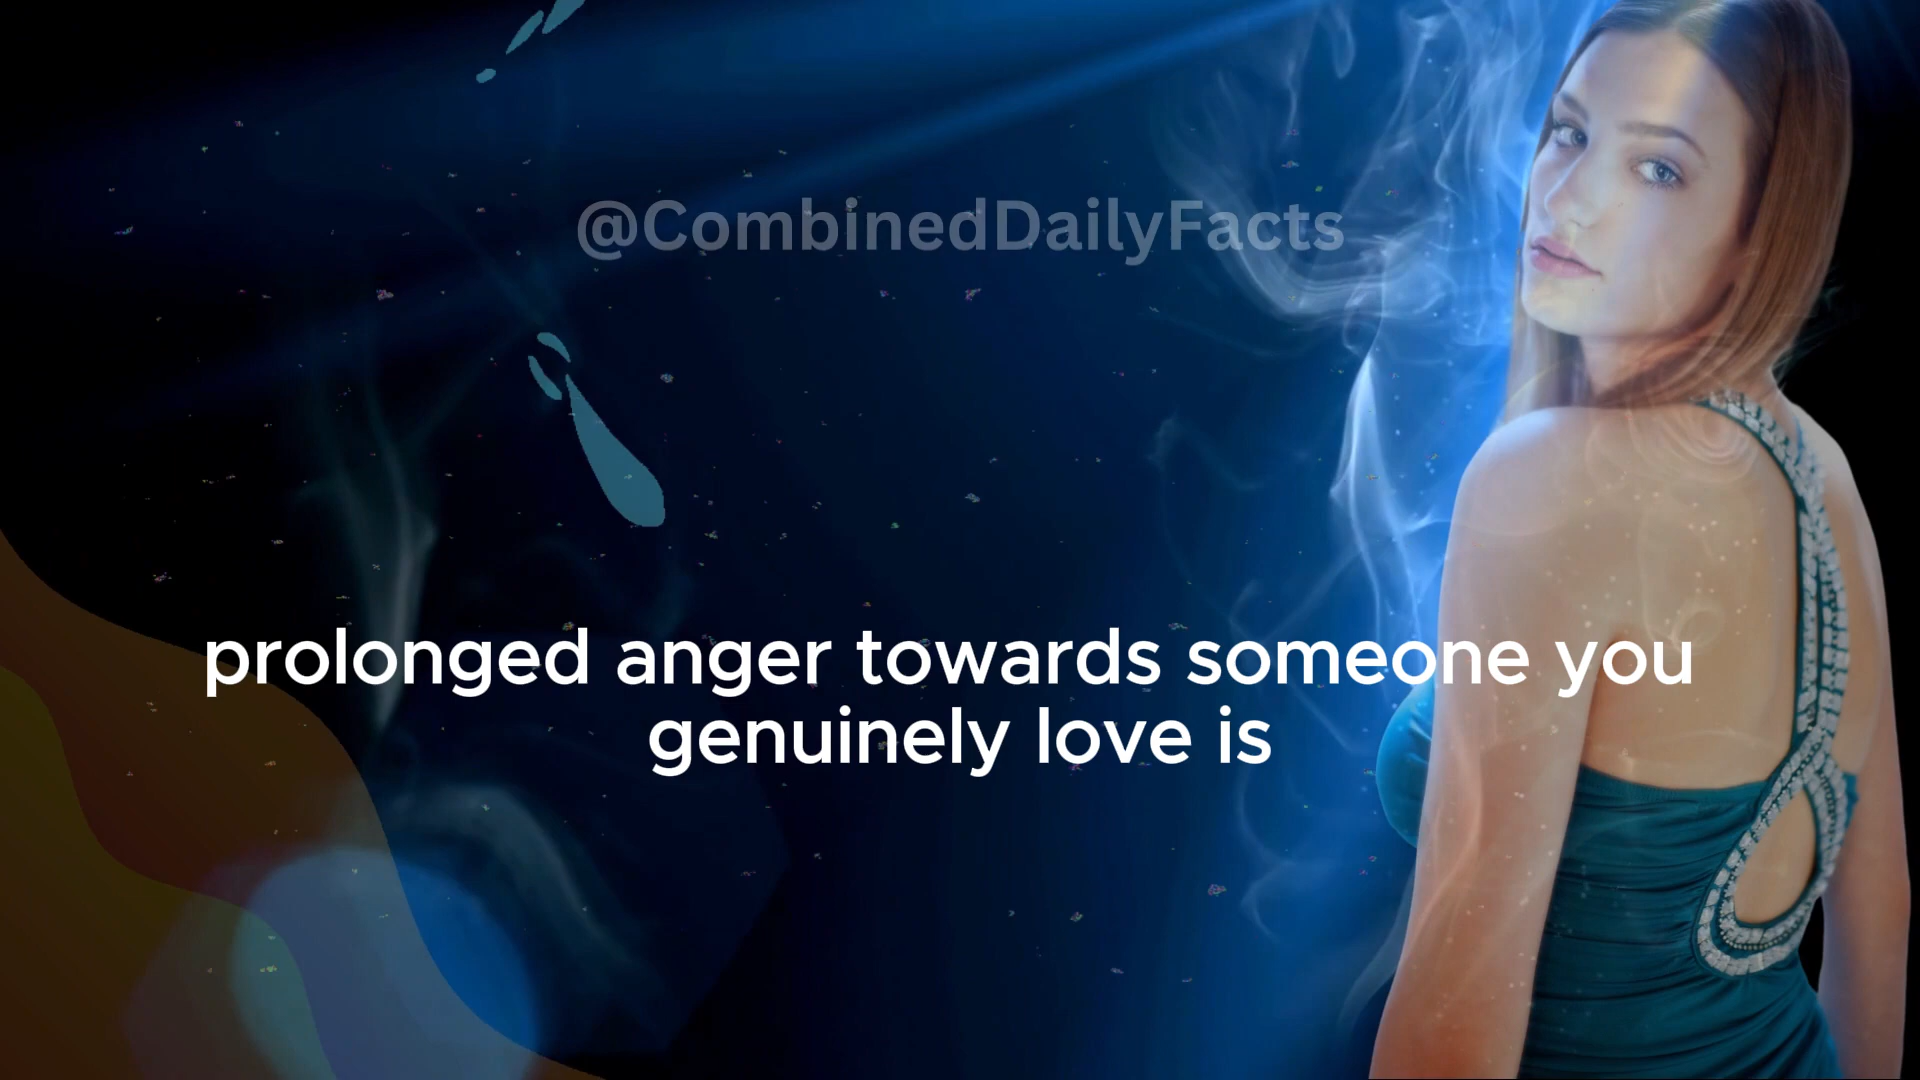 @CombinedDailyFacts
prolonged anger towards someone you
genuinely love is